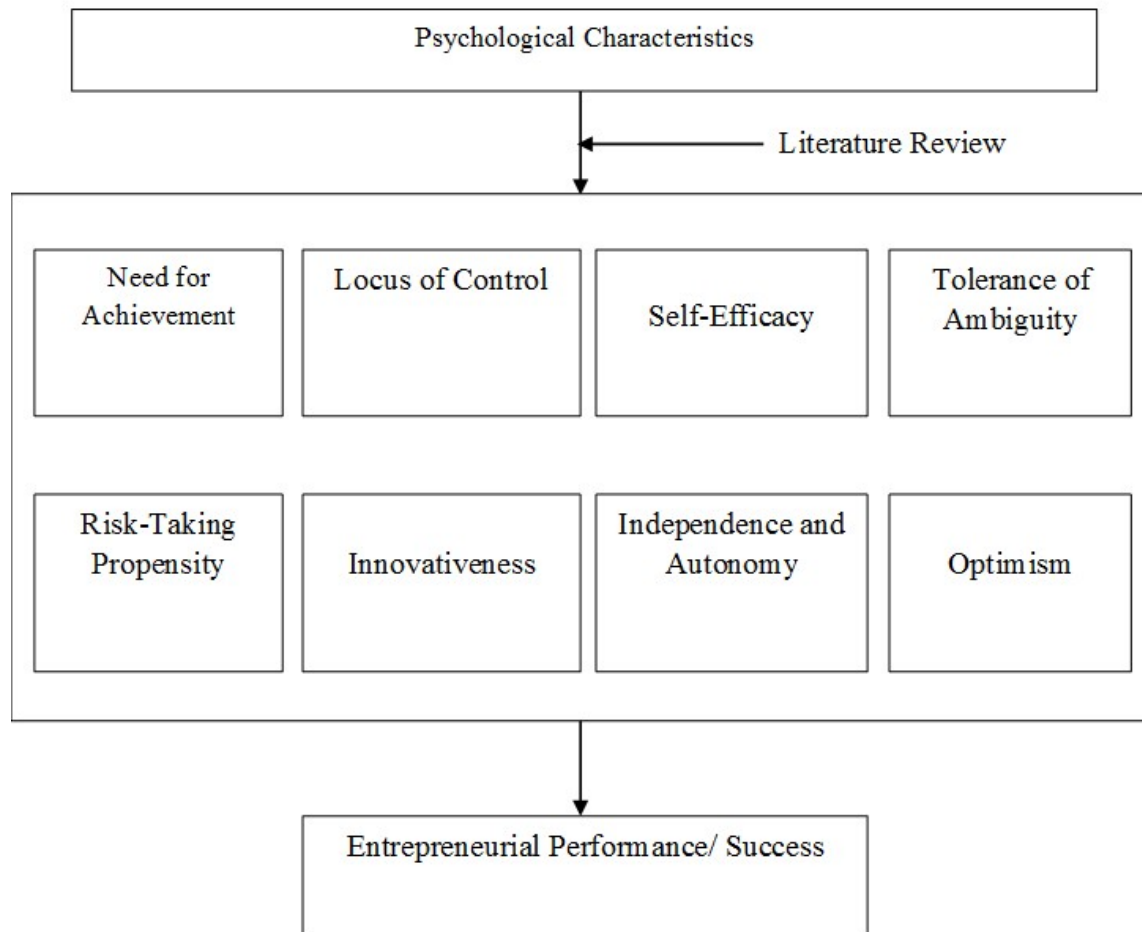 Psychological Characteristics
Literature Review
Need for
Achievement
Locus of Control
Self-Efficacy
Tolerance of
Ambiguity
Risk-Taking
Propensity
Innovativeness
Independence and
Autonomy
Optimism
Entrepreneurial Performance/ Success